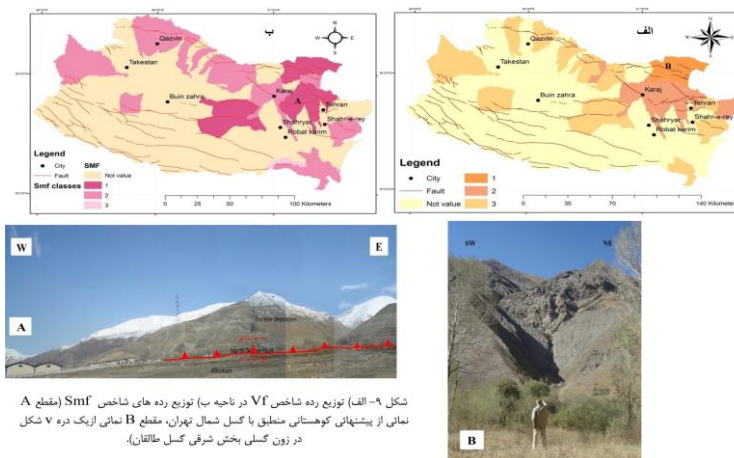 ب
N
W E
S
Qazvin
Takestan
Buin zahra
Karaj
A
Tehran
Shahryar
Shahr-e-rey
Robat karim
Legend
City
Fault
Smf classes
1
2
3
SMF
Not value
0 25 50 100 Kilometers
الف
N
W E
S
B
Qazvin
Takestan
Buin zahra
Karaj
Tehran
Shahryar
Shahr-e-rey
Robat karim
Legend
City
Fault
Not value
1
2
3
0 35 70 140 Kilometers
W E
A
North Tehran Fault
Alluvium
SW NE
B
شکل ۹- الف) توزیع رده شاخص Vf در ناحیه ب) توزیع رده های شاخص Smf (مقطع A
نمائی از پیشنهائی کوهستانی منطبق با گسل شمال تهران، مقطع B نمائی ازیک دره v شکل
در زون گسلی بخش شرقی گسل طالقان).